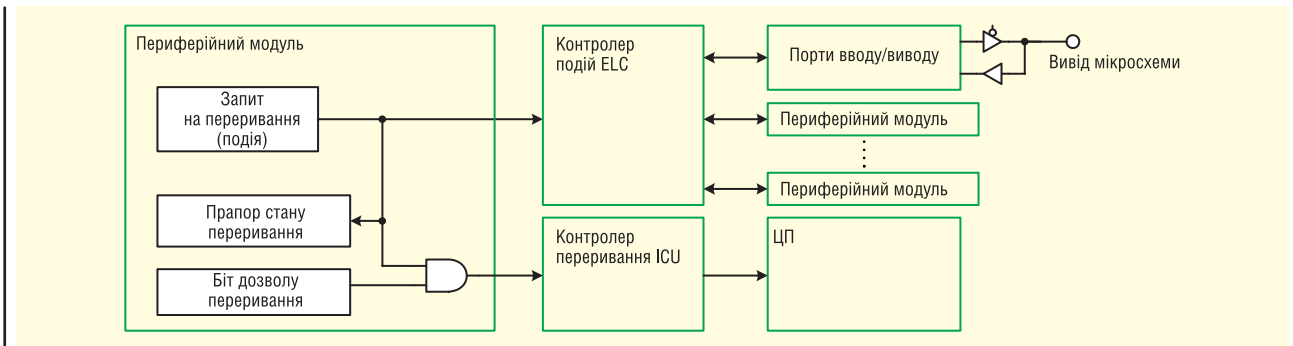 Периферійний модуль
Запит
на переривання
(подія)
Прапор стану
переривання
Біт дозволу
переривання
Контролер
подій ELC
Контролер
переривання ICU
Порти вводу/виводу
Вивід мікросхеми
Периферійний модуль
Периферійний модуль
ЦП